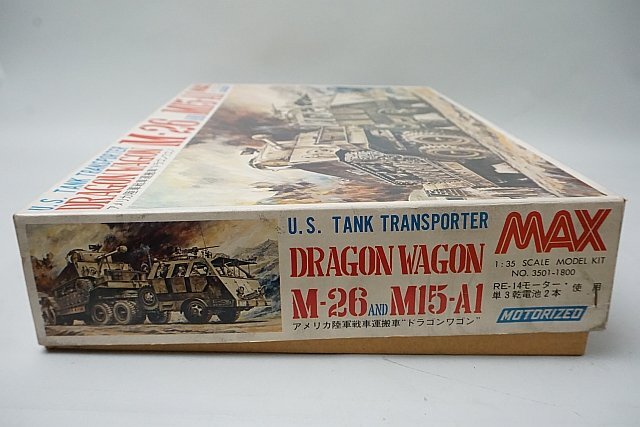 U.S. TANK TRANSPORTER
DRAGON WAGON
M-26 AND M15-A1
U.S. TANK TRANSPORTER
DRAGON WAGON
M-26 AND M15-A1
アメリカ陸軍戦車運搬車"ドラゴンワゴン"
MAX
1:35 SCALE MODEL KIT
NO. 3501-1800
RE-14モーター・
単3乾電池2本 使用
MOTORIZED